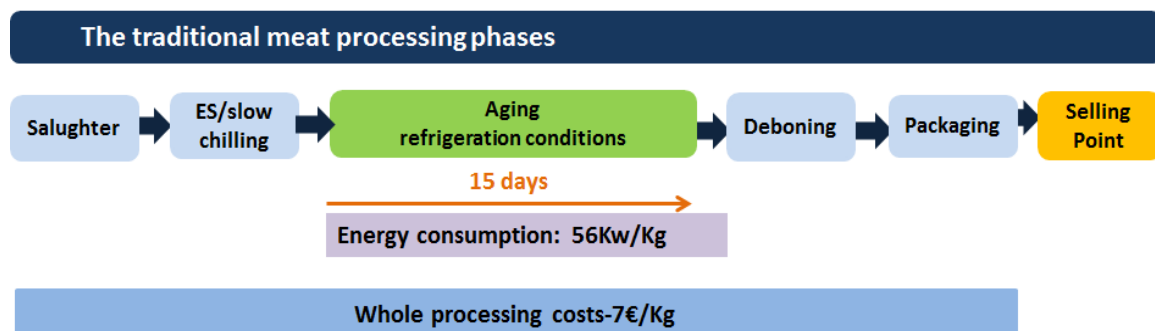 The traditional meat processing phases
Salughter
ES/slow
chilling
Aging
refrigeration conditions
Deboning
Packaging
Selling
Point
15 days
Energy consumption: 56Kw/Kg
Whole processing costs-7€/Kg